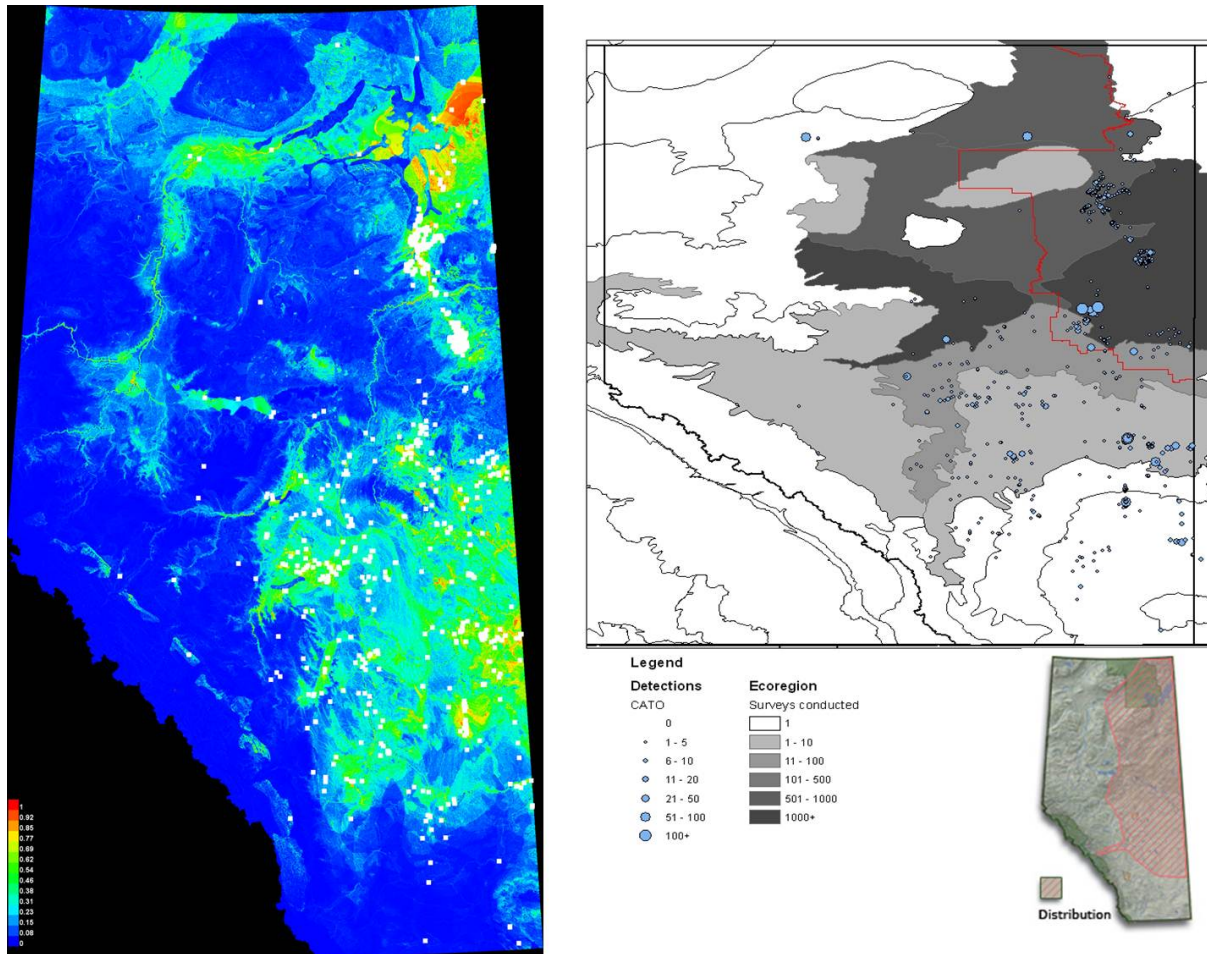 1
0.92
0.85
0.77
0.69
0.62
0.54
0.46
0.38
0.31
0.23
0.15
0.08
0
Legend
Detections
CATO
0
1 - 5
6 - 10
11 - 20
21 - 50
51 - 100
100+
Ecoregion
Surveys conducted
1
1 - 10
11 - 100
101 - 500
501 - 1000
1000+
Distribution